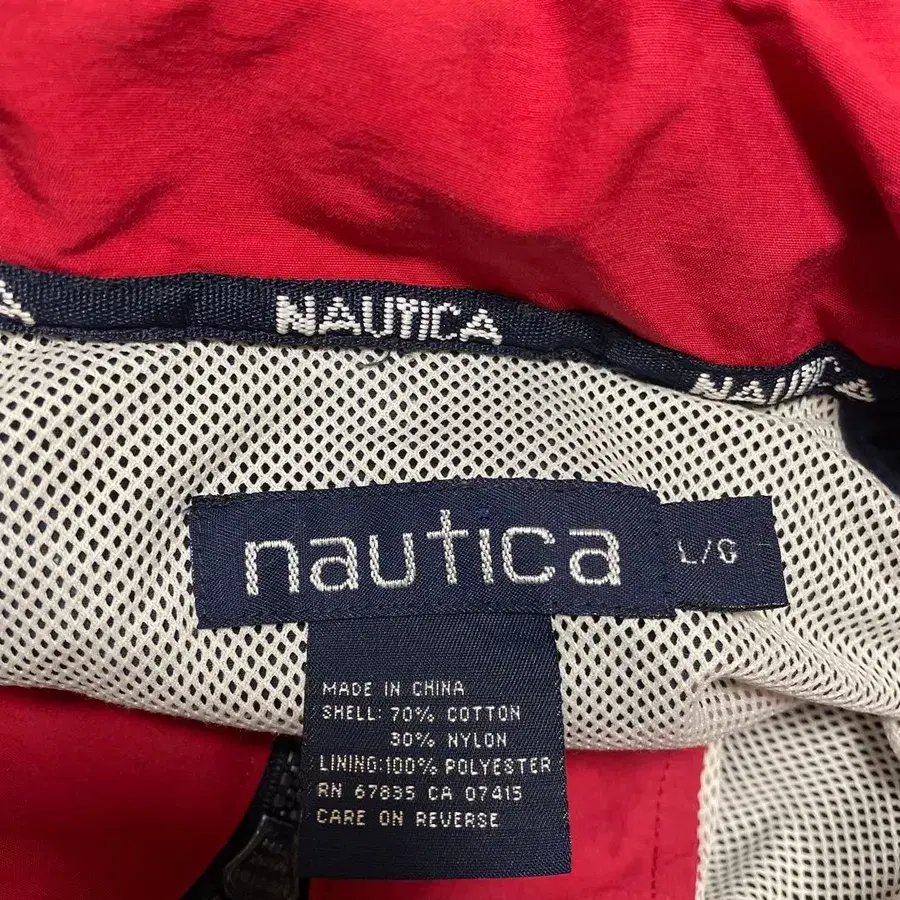 A
NAUTICA
NAUTICA
nautica
L/G
MADE IN CHINA
SHELL: 70% COTTON
30% NYLON
LINING:100% POLYESTER
RN 67835 CA 07415
CARE ON REVERSE